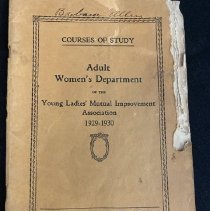 COURSES OF STUDY
Adult
Women's Department
OF THE
Young Ladies' Mutual Improvement
Association
1929-1930